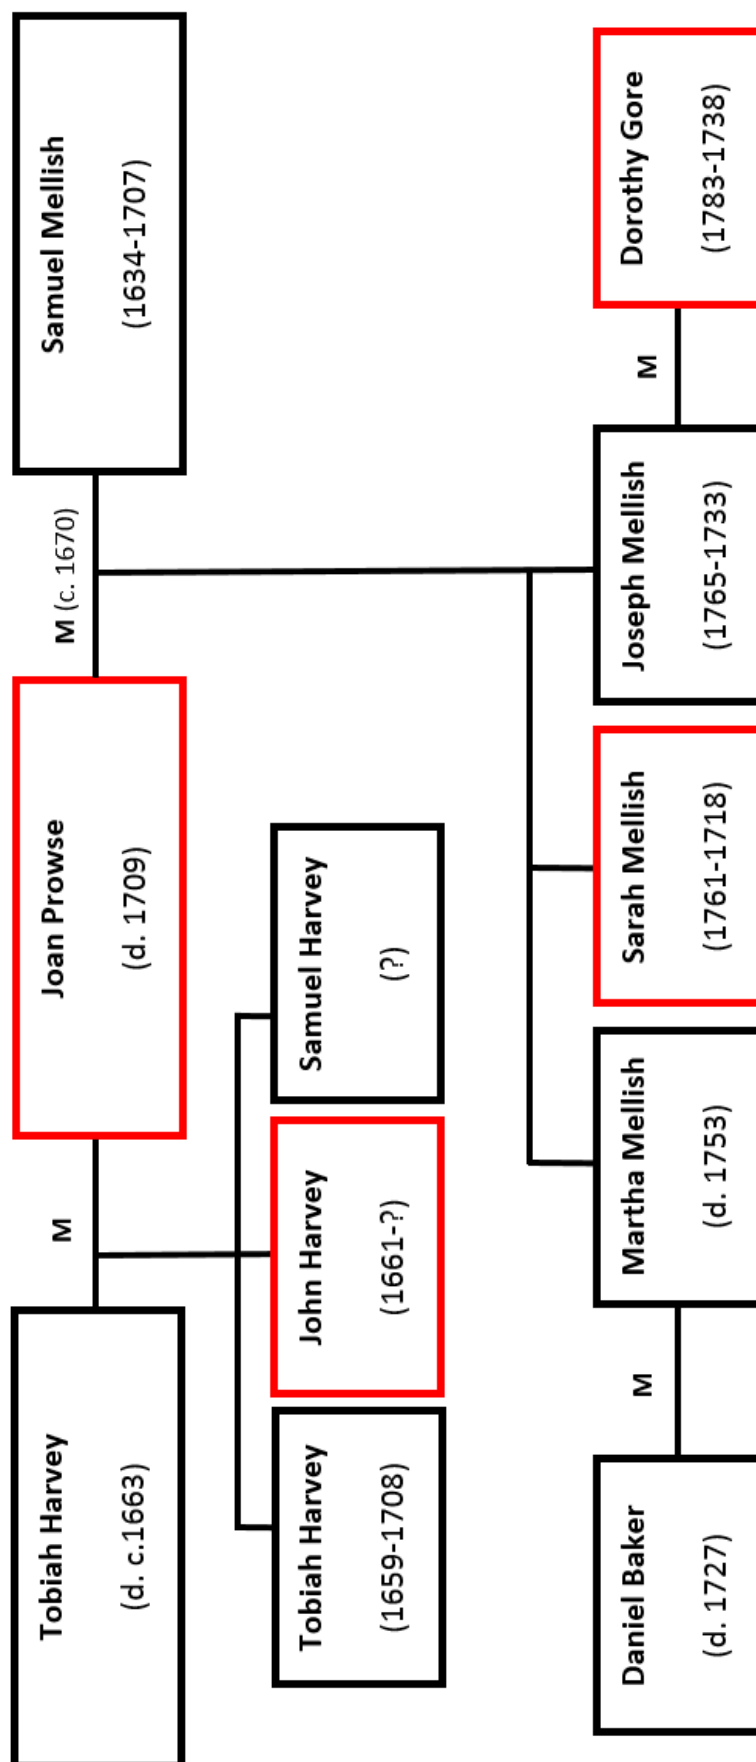 Tobiah Harvey
(d. c.1663)
M
Joan Prowse
(d. 1709)
M (c. 1670)
Samuel Mellish
(1634-1707)
Tobiah Harvey
(1659-1708)
John Harvey
(1661-?)
Samuel Harvey
(?)
Daniel Baker
(d. 1727)
M
Martha Mellish
(d. 1753)
Sarah Mellish
(1761-1718)
Joseph Mellish
(1765-1733)
M
Dorothy Gore
(1783-1738)